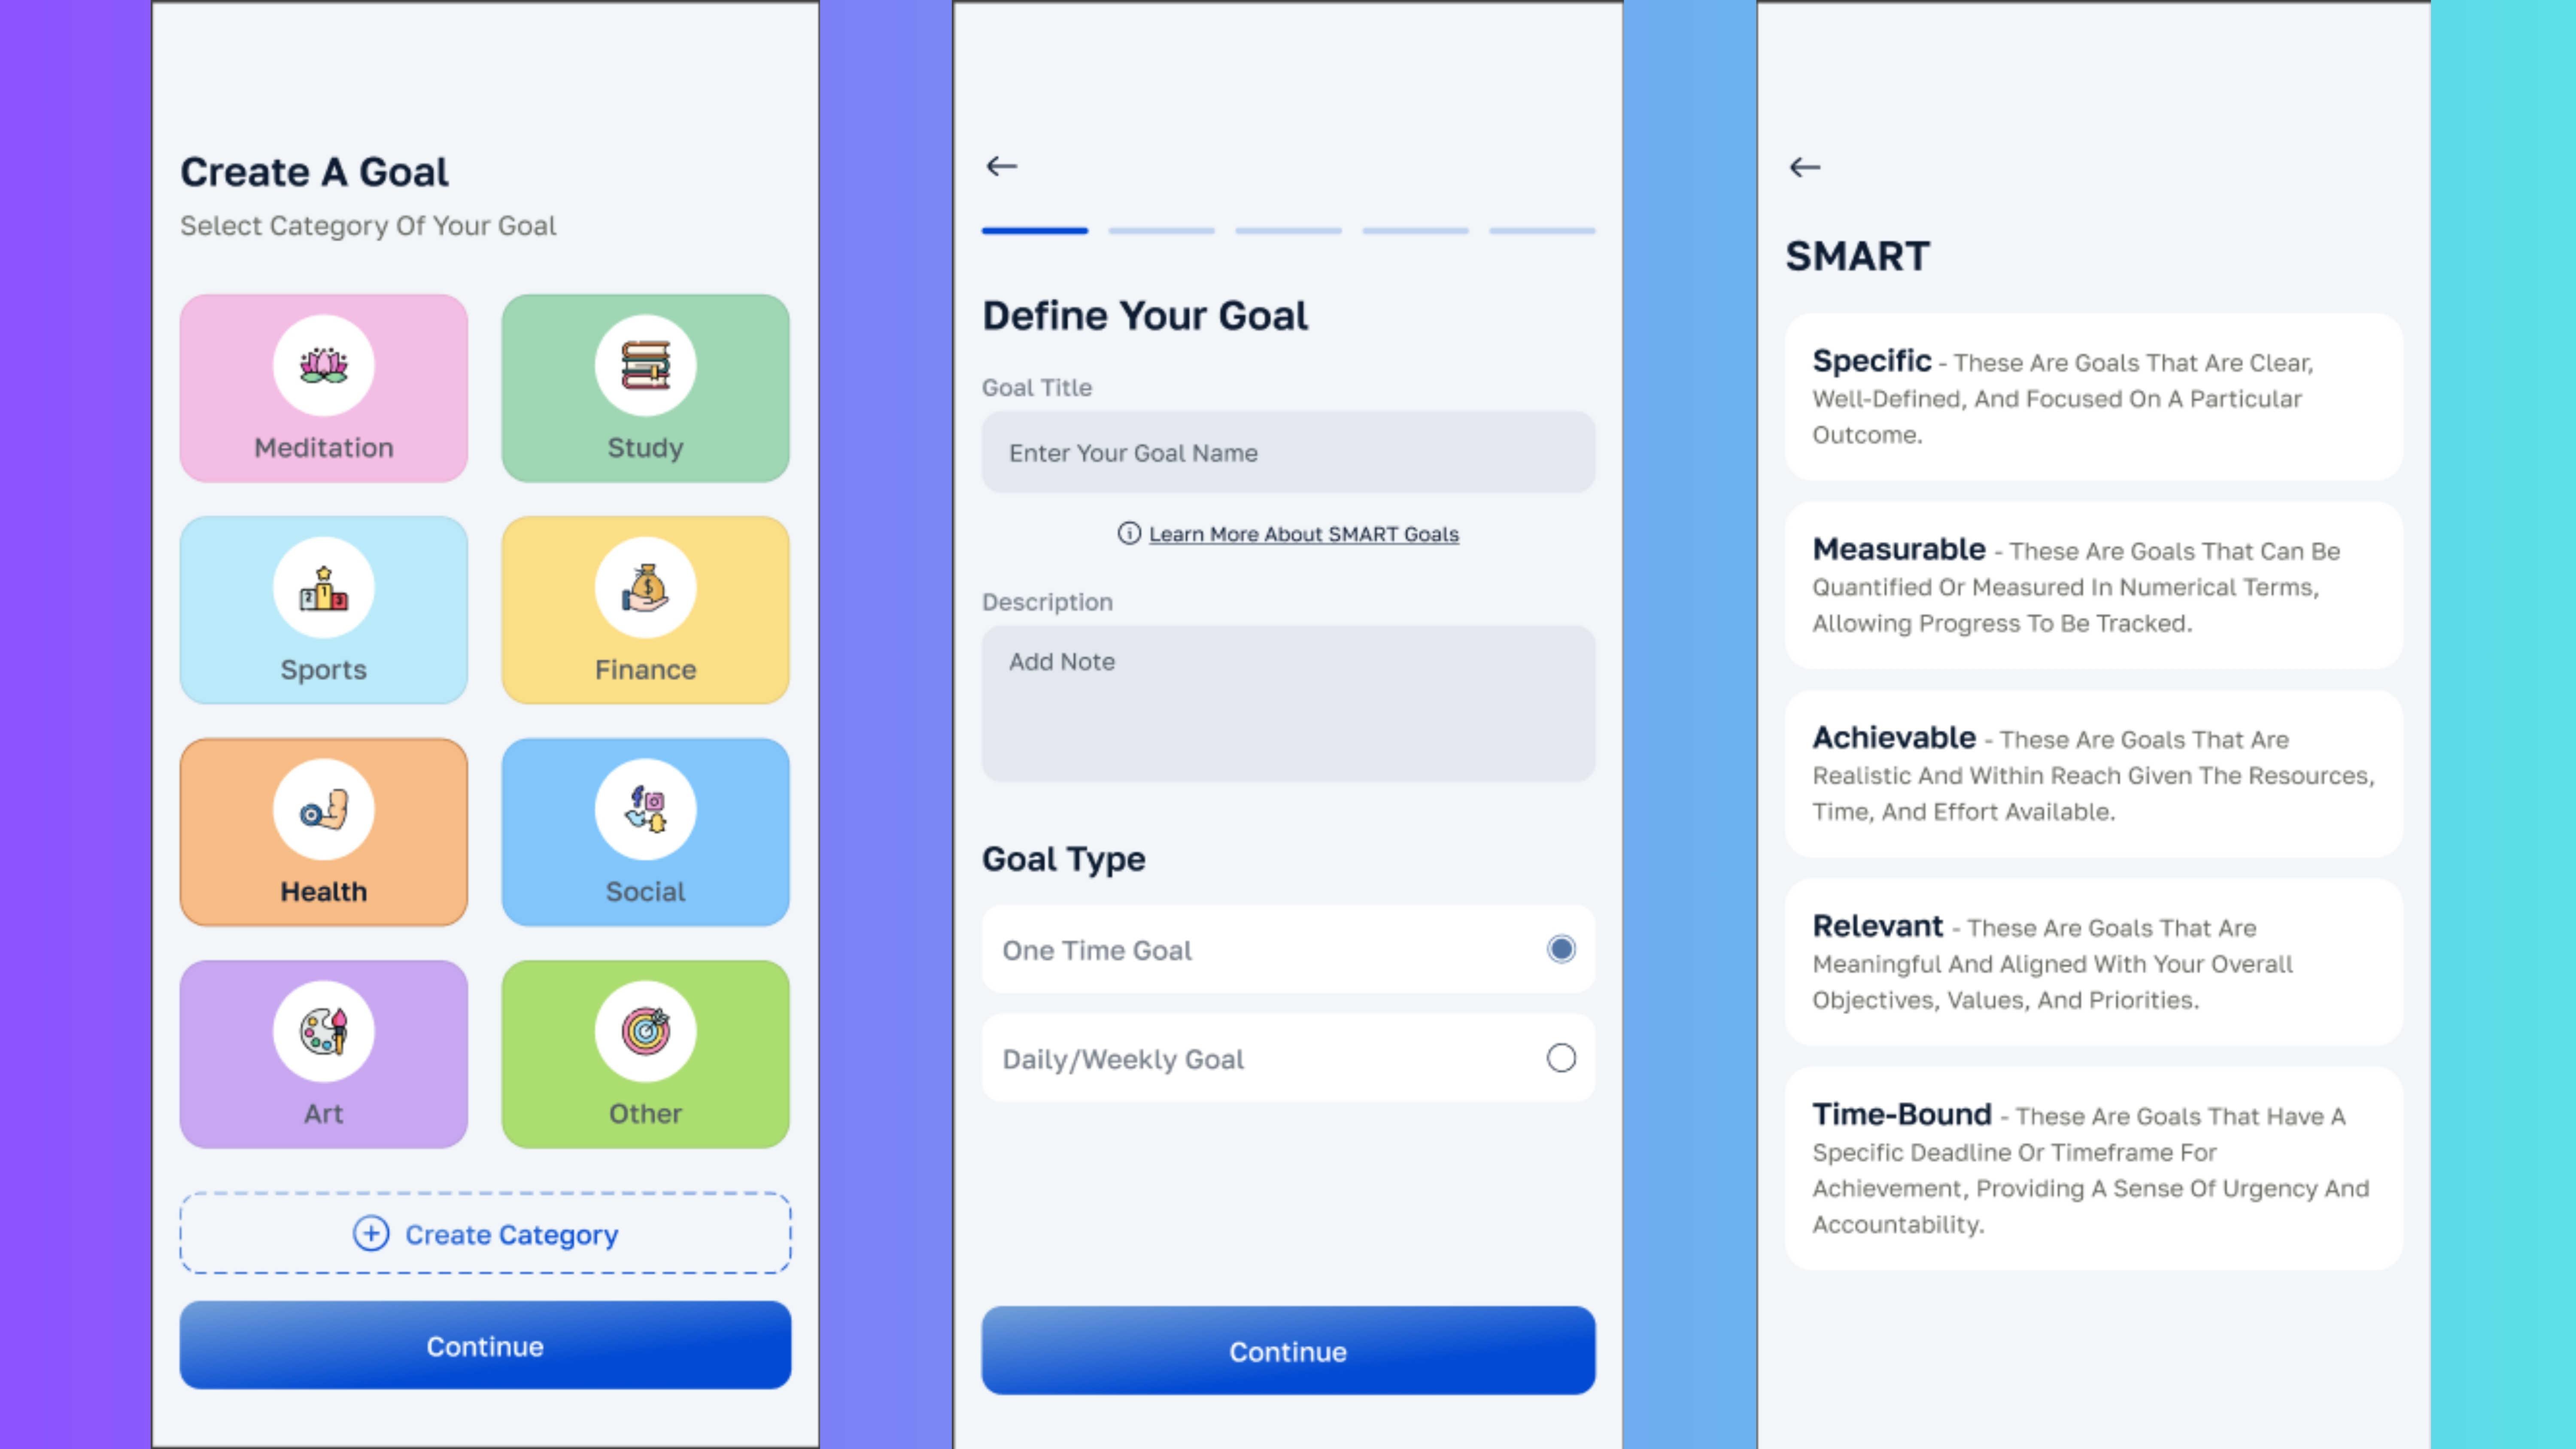 Create A Goal
Select Category Of Your Goal
Meditation
Study
Sports
2 1 3
Finance
$
Health
Social
Art
Other
Create Category
Continue
Define Your Goal
Goal Title
Enter Your Goal Name
Learn More About SMART Goals
Description
Add Note
Goal Type
One Time Goal
Daily/Weekly Goal
Continue
SMART
Specific - These Are Goals That Are Clear,
Well-Defined, And Focused On A Particular
Outcome.
Measurable - These Are Goals That Can Be
Quantified Or Measured In Numerical Terms,
Allowing Progress To Be Tracked.
Achievable - These Are Goals That Are
Realistic And Within Reach Given The Resources,
Time, And Effort Available.
Relevant - These Are Goals That Are
Meaningful And Aligned With Your Overall
Objectives, Values, And Priorities.
Time-Bound - These Are Goals That Have A
Specific Deadline Or Timeframe For
Achievement, Providing A Sense Of Urgency And
Accountability.